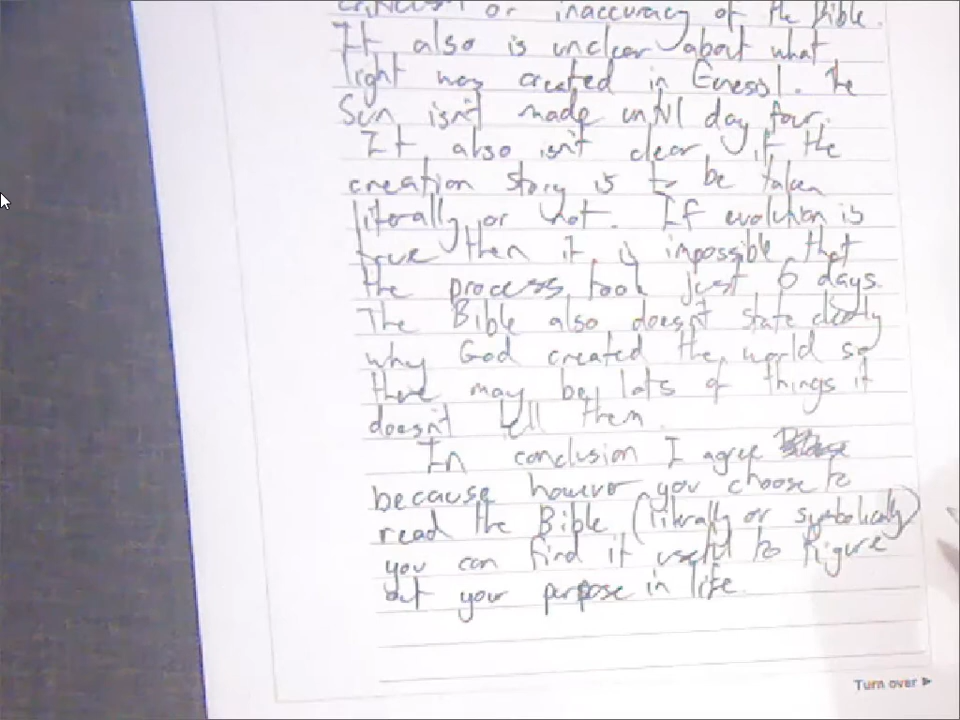 criticism or inaccuracy of the Bible.
It also is unclear about what
light was created in Geness 1. The
Sun isn't made until day four.
It also isn't clear if the
creation story is to be taken
literally or not. If evolution is
true then it is impossible that
the process took just 6 days.
The Bible also doesn't state
why God created the world so
there may be lots of things it
doesn't tell them.
In conclusion I agree
because however you choose to
read the Bible (literally or symbolically)
you can find it useful to figure
out your purpose in life.
Turn over